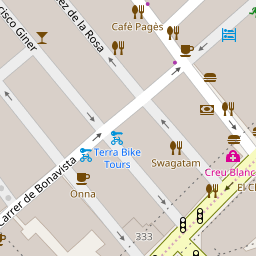 cisco Giner
ez de la Rosa
Café Pagès
Terra Bike
Tours
Swagatam
Creu Blanc
El C
Onna
Carrer de Bonavista
333